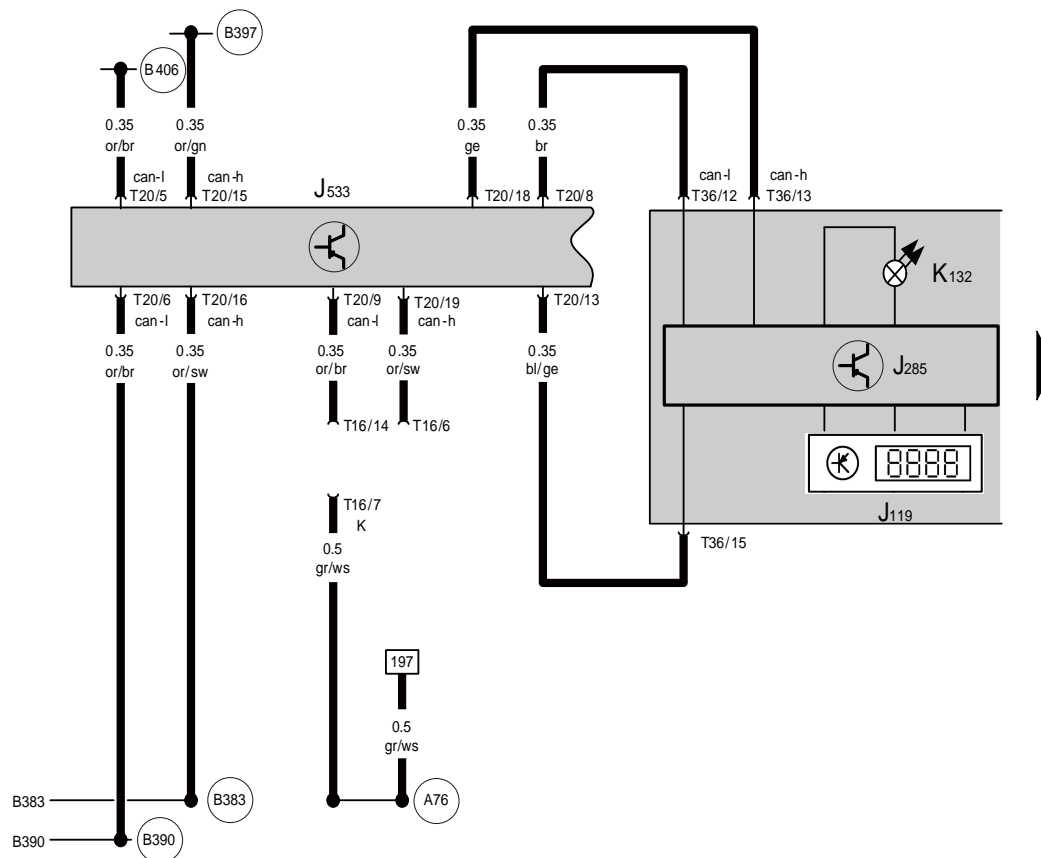 B397
B406
0.35 0.35 0.35 0.35
or/br or/gn ge br
can-l can-h can-l can-h
T20/5 T20/15 J533 T20/18 T20/8 T36/12 T36/13
K132
T20/6 T20/16 T20/9 T20/19 T20/13
can-l can-h can-l can-h
0.35 0.35 0.35 0.35 0.35
or/br or/sw or/br or/sw bl/ge
J285
T16/14 T16/6
8888
T16/7
K
J119
0.5
gr/ws
T36/15
197
0.5
gr/ws
B383 B383 A76
B390 B390